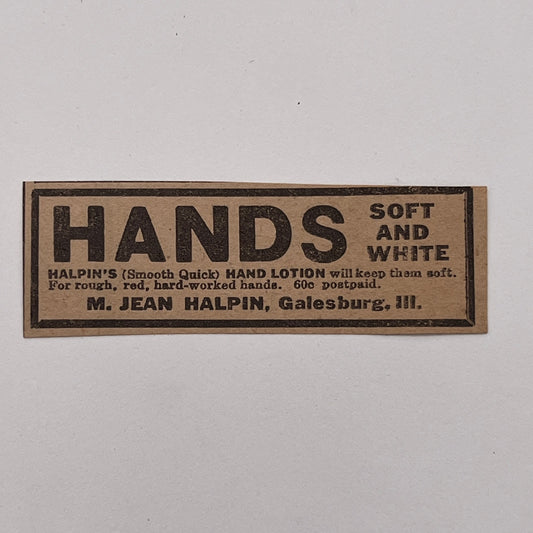 HANDS
SOFT
AND
WHITE
HALPIN'S (Smooth Quick) HAND LOTION will keep them soft.
For rough, red, hard-worked hands. 60c postpaid.
M. JEAN HALPIN, Galesburg, Ill.